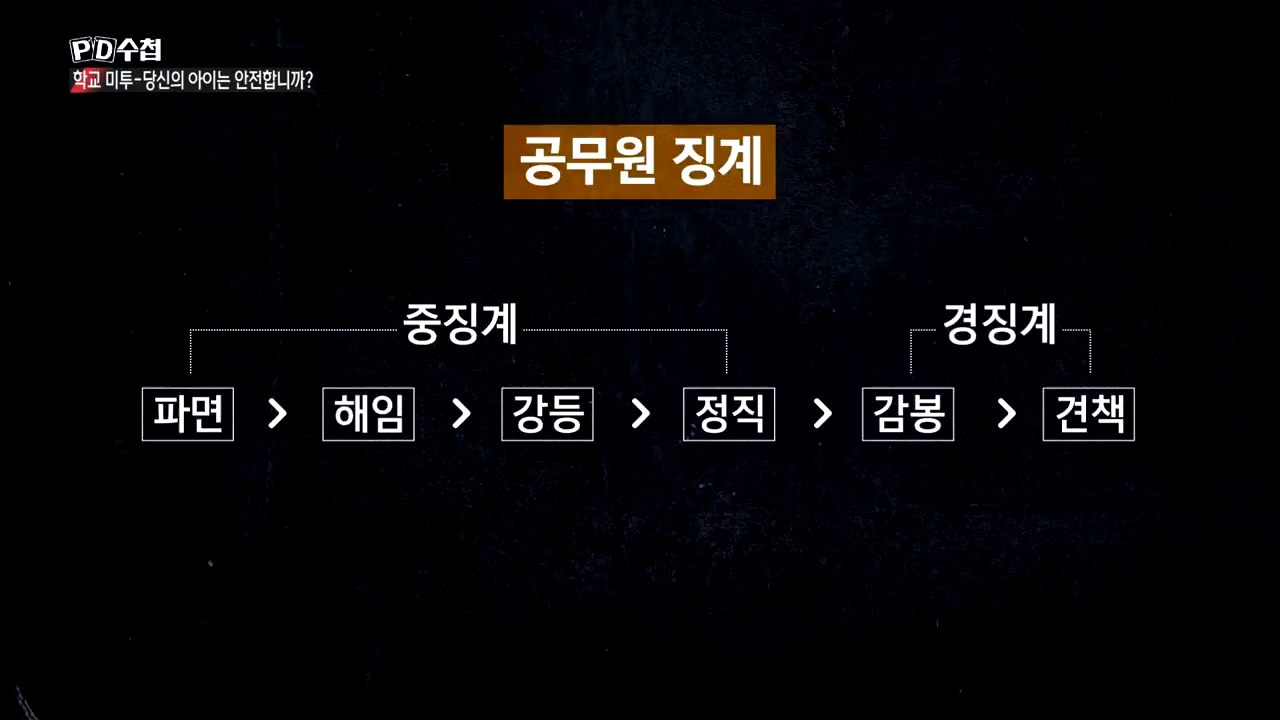 PD수첩
학교 미투-당신의 아이는 안전합니까?
공무원 징계
중징계 경징계
파면 > 해임 > 강등 > 정직 > 감봉 > 견책